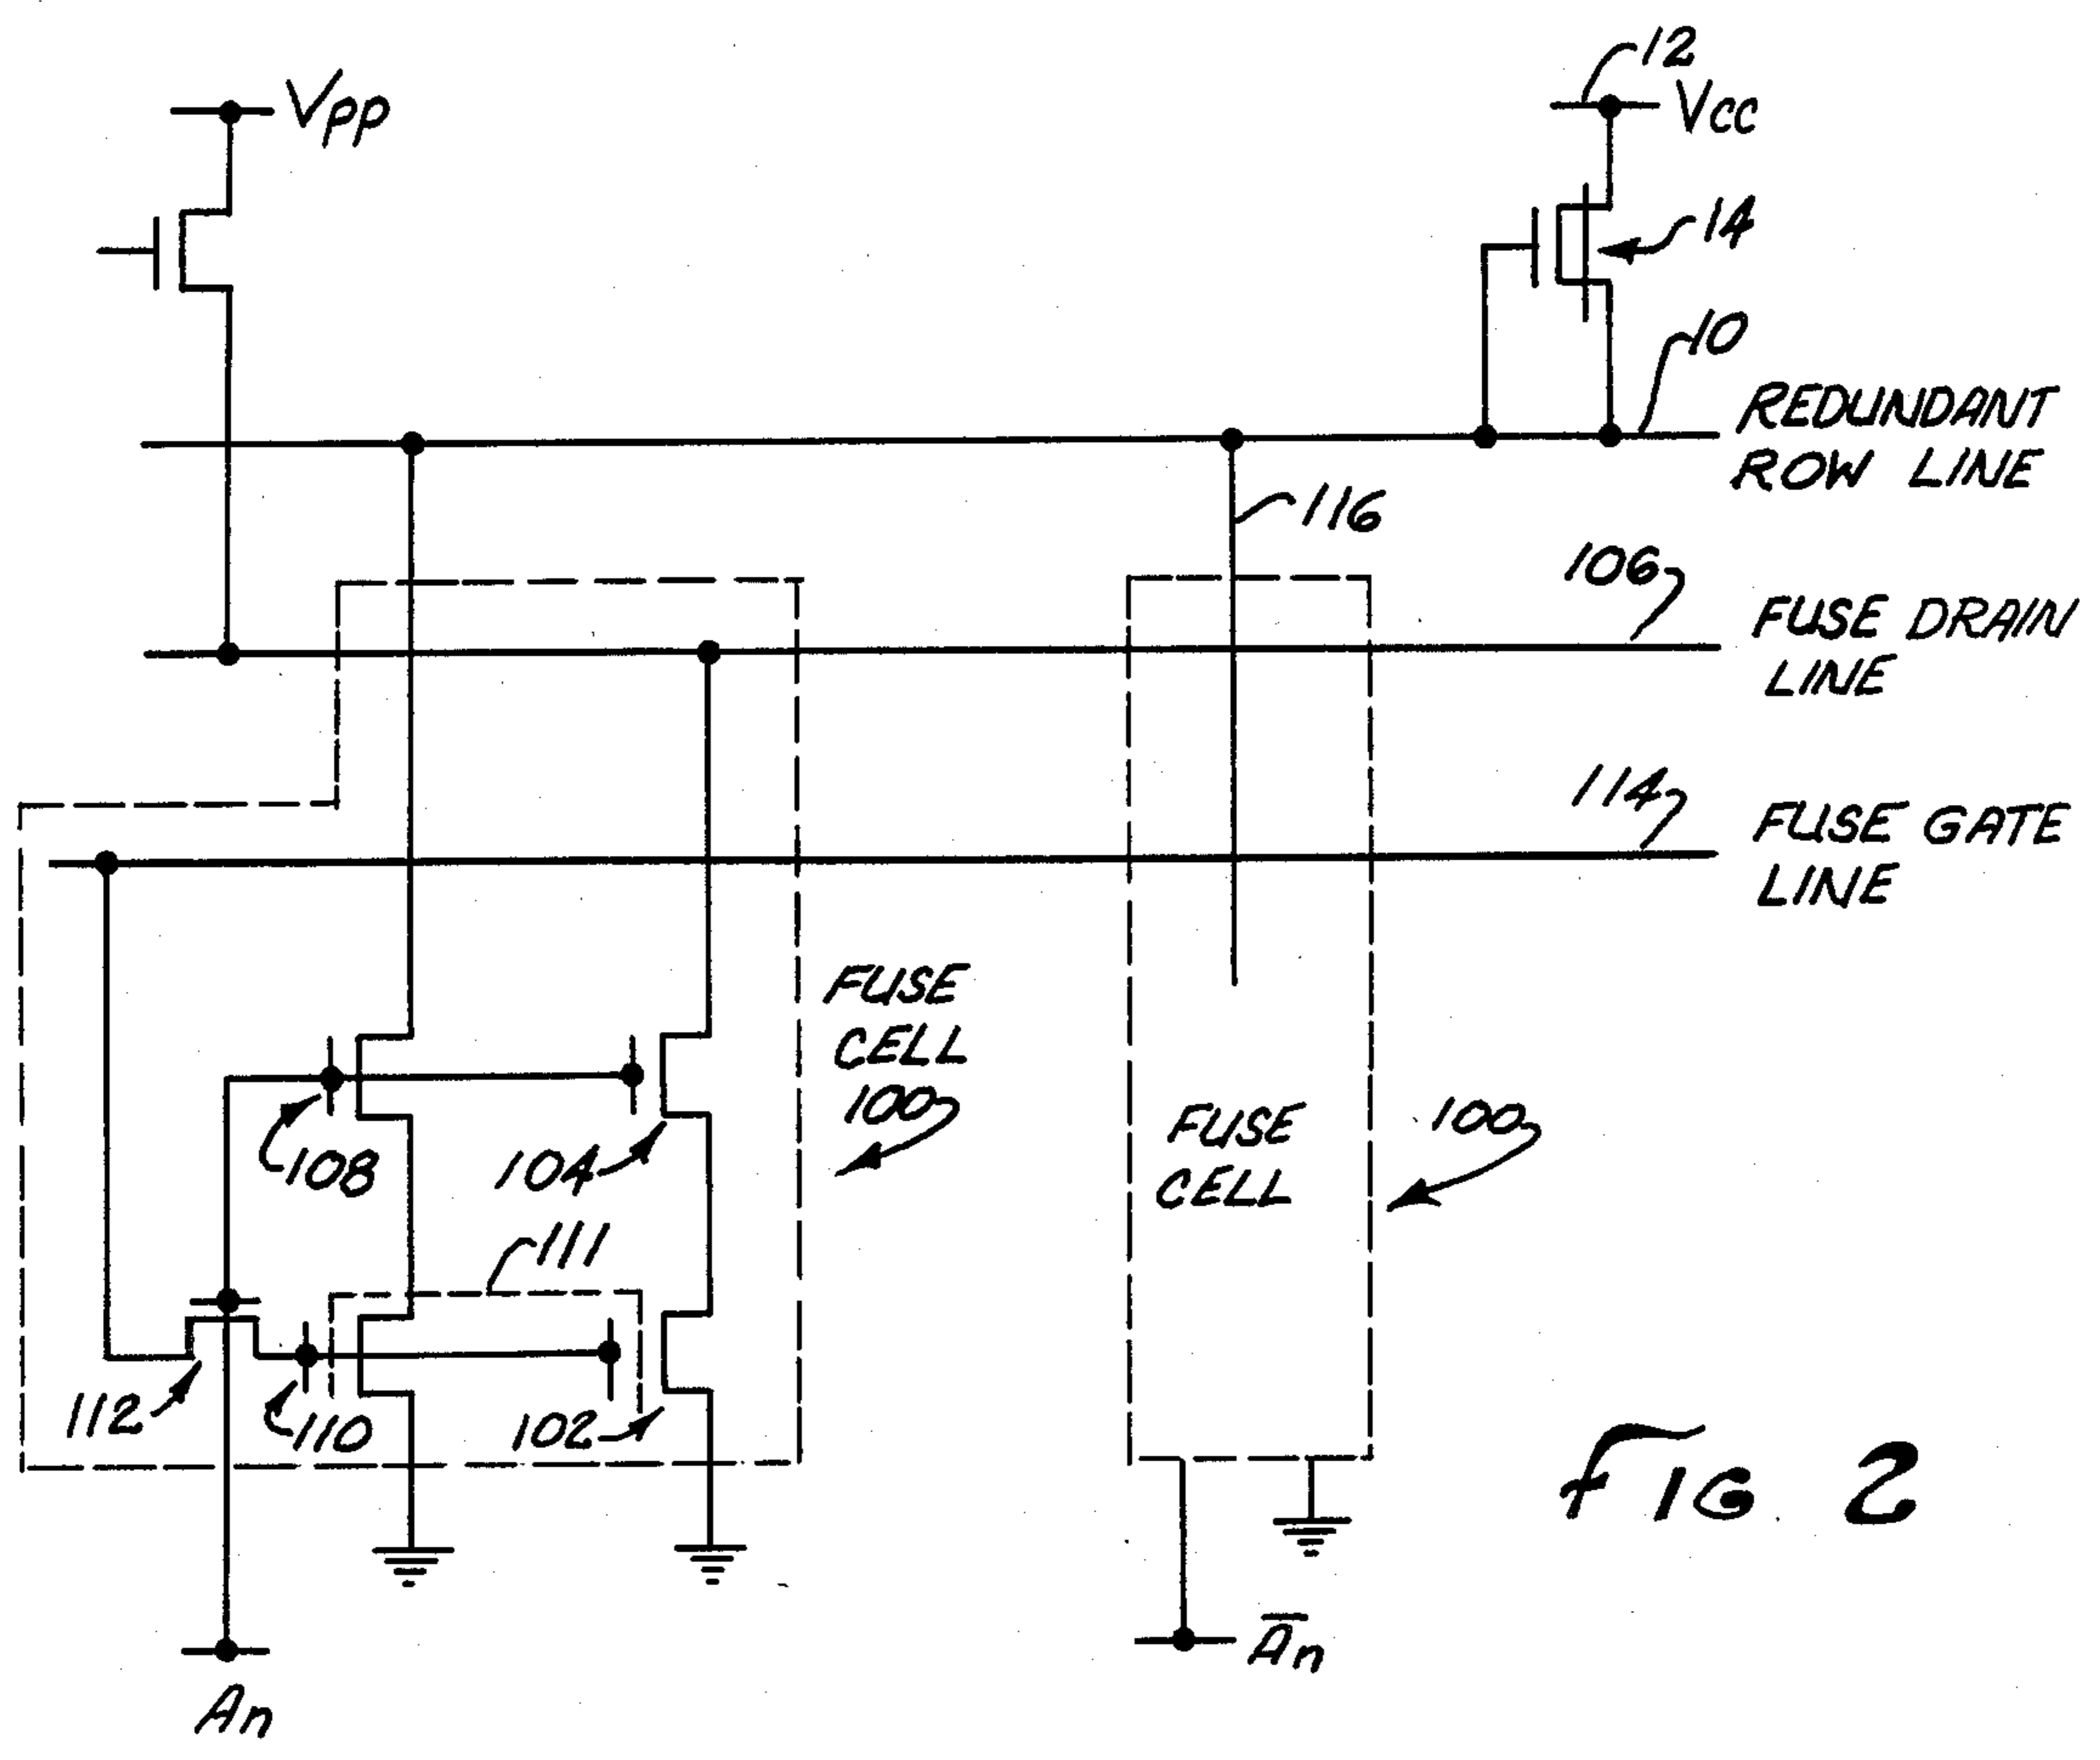 Vpp
12
Vcc
14
10
REDUNDANT
ROW LINE
116
106
FUSE DRAIN
LINE
114
FUSE GATE
LINE
FUSE
CELL
100
108
104
111
FUSE
CELL
100
112
110
102
FIG. 2
An
A̅n